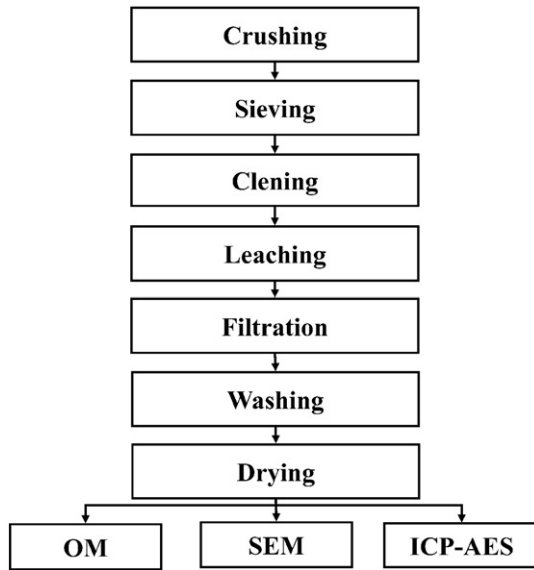 Crushing
Sieving
Clening
Leaching
Filtration
Washing
Drying
OM
SEM
ICP-AES